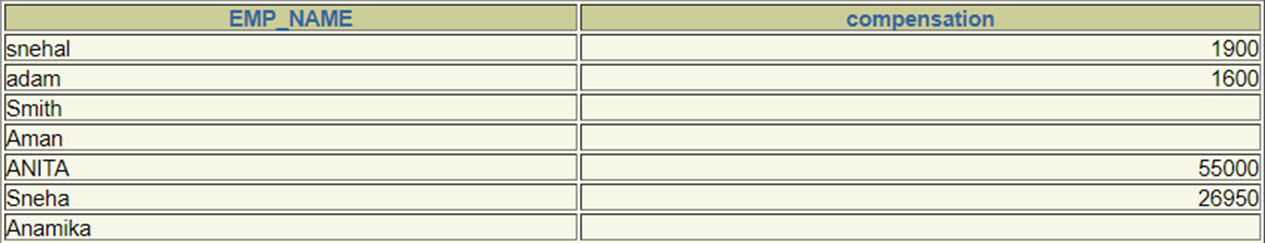 EMP_NAME compensation
snehal 1900
adam 1600
Smith
Aman
ANITA 55000
Sneha 26950
Anamika